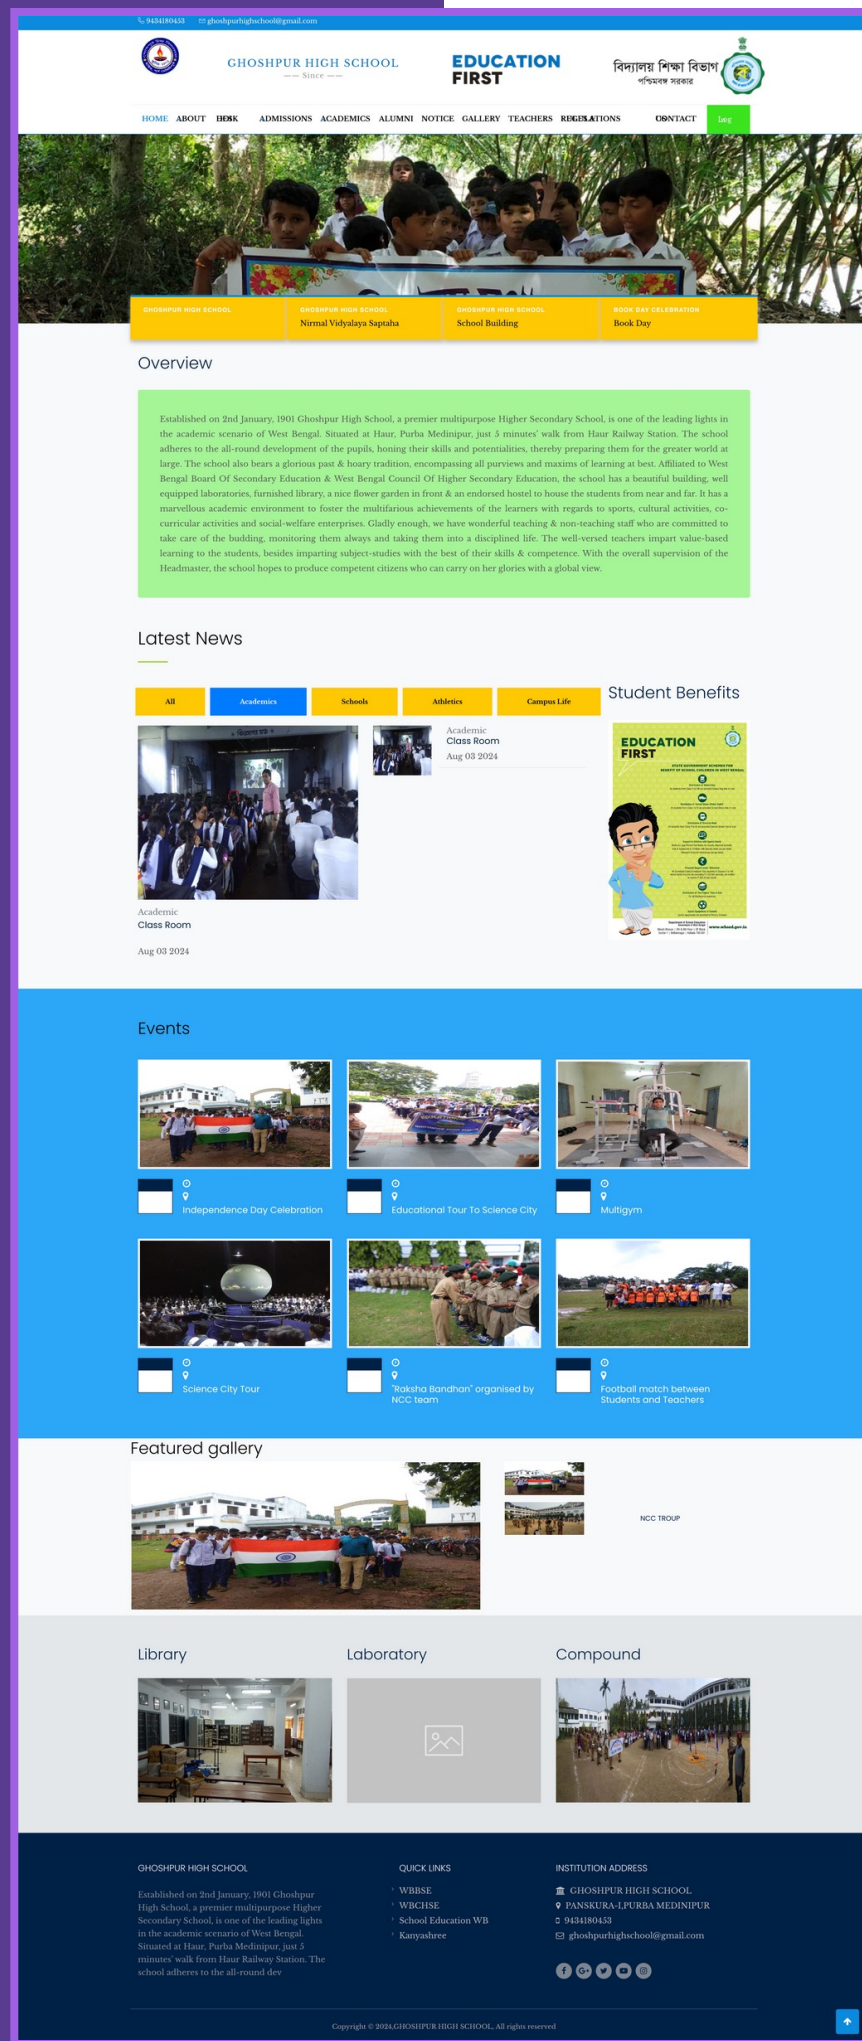 9434180453 ghoshpurhighschool@gmail.com
GHOSHPUR HIGH SCHOOL
—— Since ——
EDUCATION
FIRST
বিদ্যালয় শিক্ষা বিভাগ
পশ্চিমবঙ্গ সরকার
HOME ABOUT DESK ADMISSIONS ACADEMICS ALUMNI NOTICE GALLERY TEACHERS CONTACT Log
GHOSHPUR HIGH SCHOOL
GHOSHPUR HIGH SCHOOL
Nirmal Vidyalaya Saptaha
GHOSHPUR HIGH SCHOOL
School Building
BOOK DAY CELEBRATION
Book Day
Overview
Established on 2nd January, 1901 Ghoshpur High School, a premier multipurpose Higher Secondary School, is one of the leading lights in
the academic scenario of West Bengal. Situated at Haur, Purba Medinipur, just 5 minutes' walk from Haur Railway Station. The school
adheres to the all-round development of the pupils, honing their skills and potentialities, thereby preparing them for the greater world at
large. The school also bears a glorious past & hoary tradition, encompassing all purviews and maxims of learning at best. Affiliated to West
Bengal Board Of Secondary Education & West Bengal Council Of Higher Secondary Education, the school has a beautiful building, well
equipped laboratories, furnished library, a nice flower garden in front & an endorsed hostel to house the students from near and far. It has a
marvellous academic environment to foster the multifarious achievements of the learners with regards to sports, cultural activities, co-
curricular activities and social-welfare enterprises. Gladly enough, we have wonderful teaching & non-teaching staff who are committed to
take care of the budding, monitoring them always and taking them into a disciplined life. The well-versed teachers impart value-based
learning to the students, besides imparting subject-studies with the best of their skills & competence. With the overall supervision of the
Headmaster, the school hopes to produce competent citizens who can carry on her glories with a global view.
Latest News
All Academics Schools Athletics Campus Life
Student Benefits
Academic
Class Room
Aug 03 2024
EDUCATION
FIRST
STATE GOVERNMENT SCHEMES FOR
BENEFIT OF SCHOOL CHILDREN IN WEST BENGAL
Academic
Class Room
Aug 03 2024
Events
Independence Day Celebration
Educational Tour To Science City
Multigym
Science City Tour
"Raksha Bandhan" organised by
NCC team
Football match between
Students and Teachers
Featured gallery
NCC TROUP
Library
Laboratory
Compound
GHOSHPUR HIGH SCHOOL
Established on 2nd January, 1901 Ghoshpur
High School, a premier multipurpose Higher
Secondary School, is one of the leading lights
in the academic scenario of West Bengal.
Situated at Haur, Purba Medinipur, just 5
minutes' walk from Haur Railway Station. The
school adheres to the all-round dev
QUICK LINKS
WBBSE
WBCHSE
School Education WB
Kanyashree
INSTITUTION ADDRESS
GHOSHPUR HIGH SCHOOL
PANSKURA-I,PURBA MEDINIPUR
9434180453
ghoshpurhighschool@gmail.com
Copyright © 2024,GHOSHPUR HIGH SCHOOL, All rights reserved